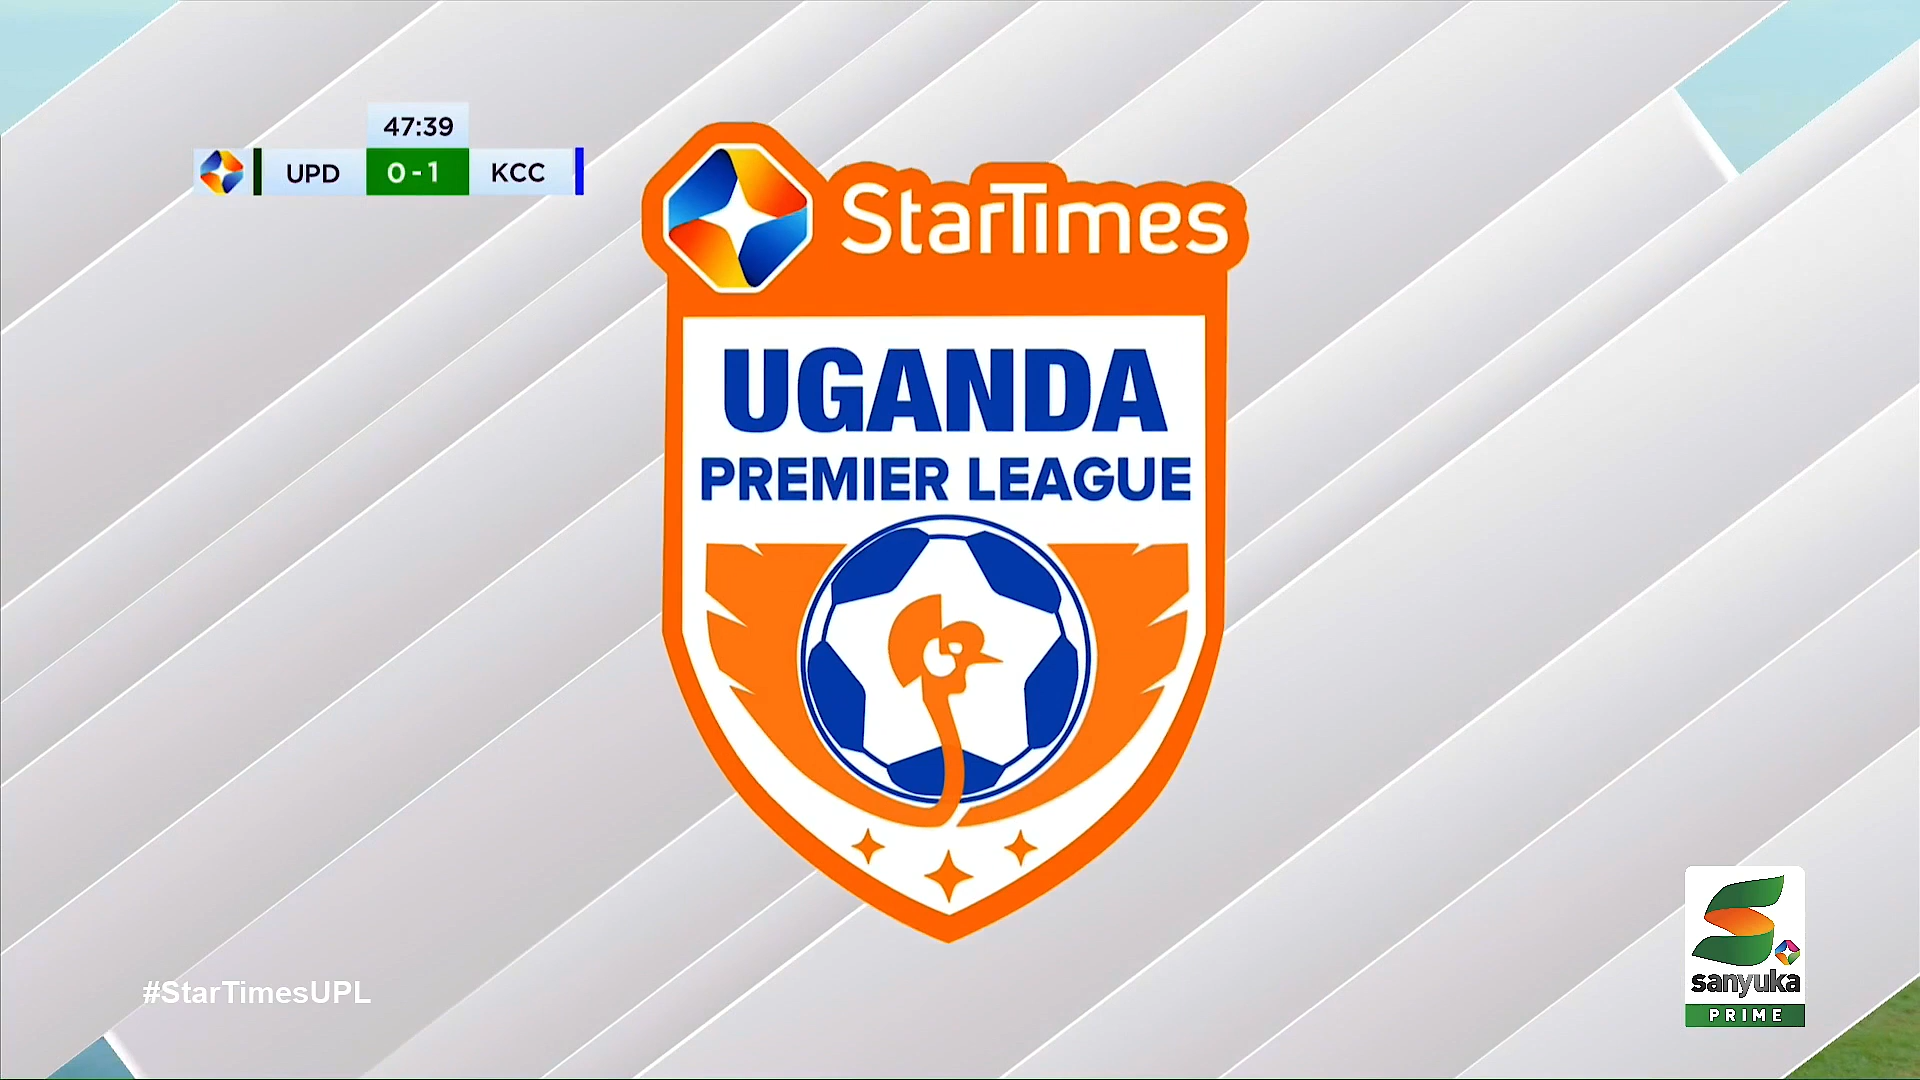 47:39
UPD 0-1 KCC
StarTimes
UGANDA
PREMIER LEAGUE
#StarTimesUPL
sanyuka
PRIME